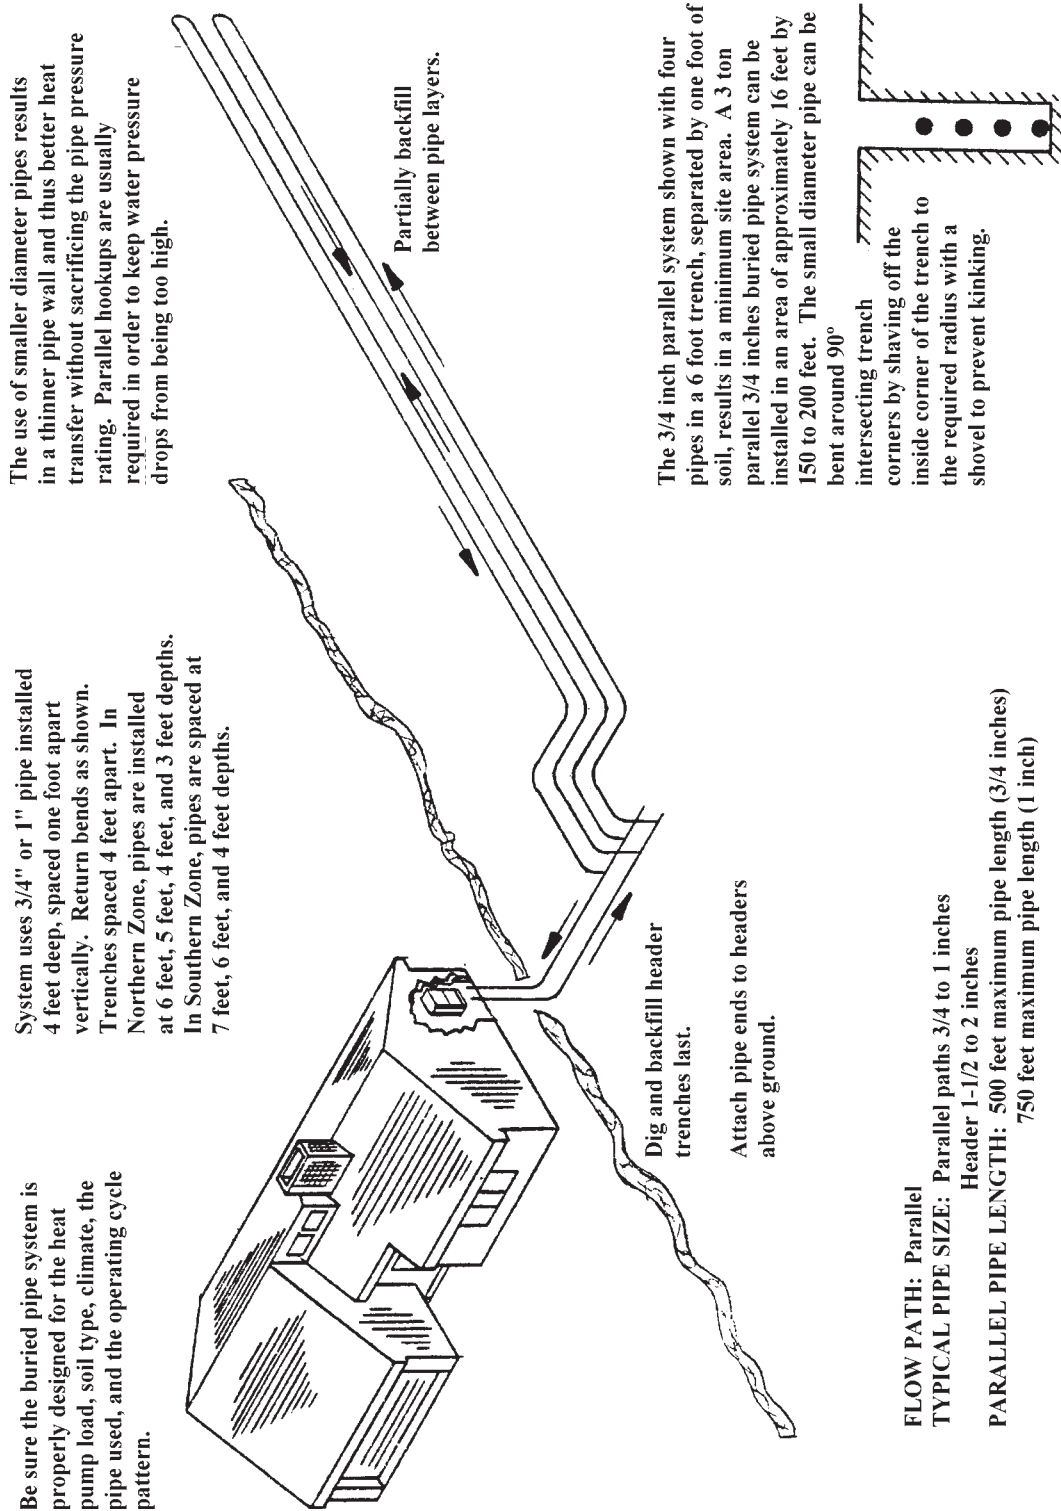 Be sure the buried pipe system is
properly designed for the heat
pump load, soil type, climate, the
pipe used, and the operating cycle
pattern.
System uses 3/4" or 1" pipe installed
4 feet deep, spaced one foot apart
vertically. Return bends as shown.
Trenches spaced 4 feet apart. In
Northern Zone, pipes are installed
at 6 feet, 5 feet, 4 feet, and 3 feet depths.
In Southern Zone, pipes are spaced at
7 feet, 6 feet, and 4 feet depths.
The use of smaller diameter pipes results
in a thinner pipe wall and thus better heat
transfer without sacrificing the pipe pressure
rating. Parallel hookups are usually
required in order to keep water pressure
drops from being too high.
Partially backfill
between pipe layers.
Dig and backfill header
trenches last.
Attach pipe ends to headers
above ground.
The 3/4 inch parallel system shown with four
pipes in a 6 foot trench, separated by one foot of
soil, results in a minimum site area. A 3 ton
parallel 3/4 inches buried pipe system can be
installed in an area of approximately 16 feet by
150 to 200 feet. The small diameter pipe can be
bent around 90°
intersecting trench
corners by shaving off the
inside corner of the trench to
the required radius with a
shovel to prevent kinking.
FLOW PATH: Parallel
TYPICAL PIPE SIZE: Parallel paths 3/4 to 1 inches
Header 1-1/2 to 2 inches
PARALLEL PIPE LENGTH: 500 feet maximum pipe length (3/4 inches)
750 feet maximum pipe length (1 inch)